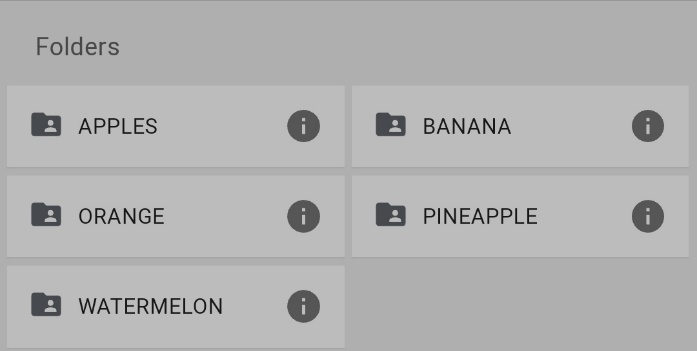 Folders
APPLES
BANANA
ORANGE
PINEAPPLE
WATERMELON